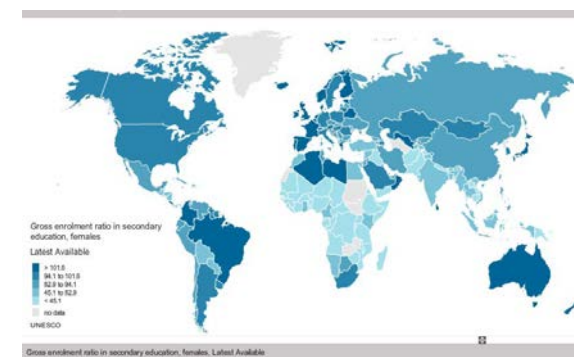 Gross enrolment ratio in secondary
education, females
Latest Available
> 101.6
94.1 to 101.6
82.9 to 94.1
45.1 to 82.9
< 45.1
no data
UNESCO
Gross enrolment ratio in secondary education, females, Latest Available